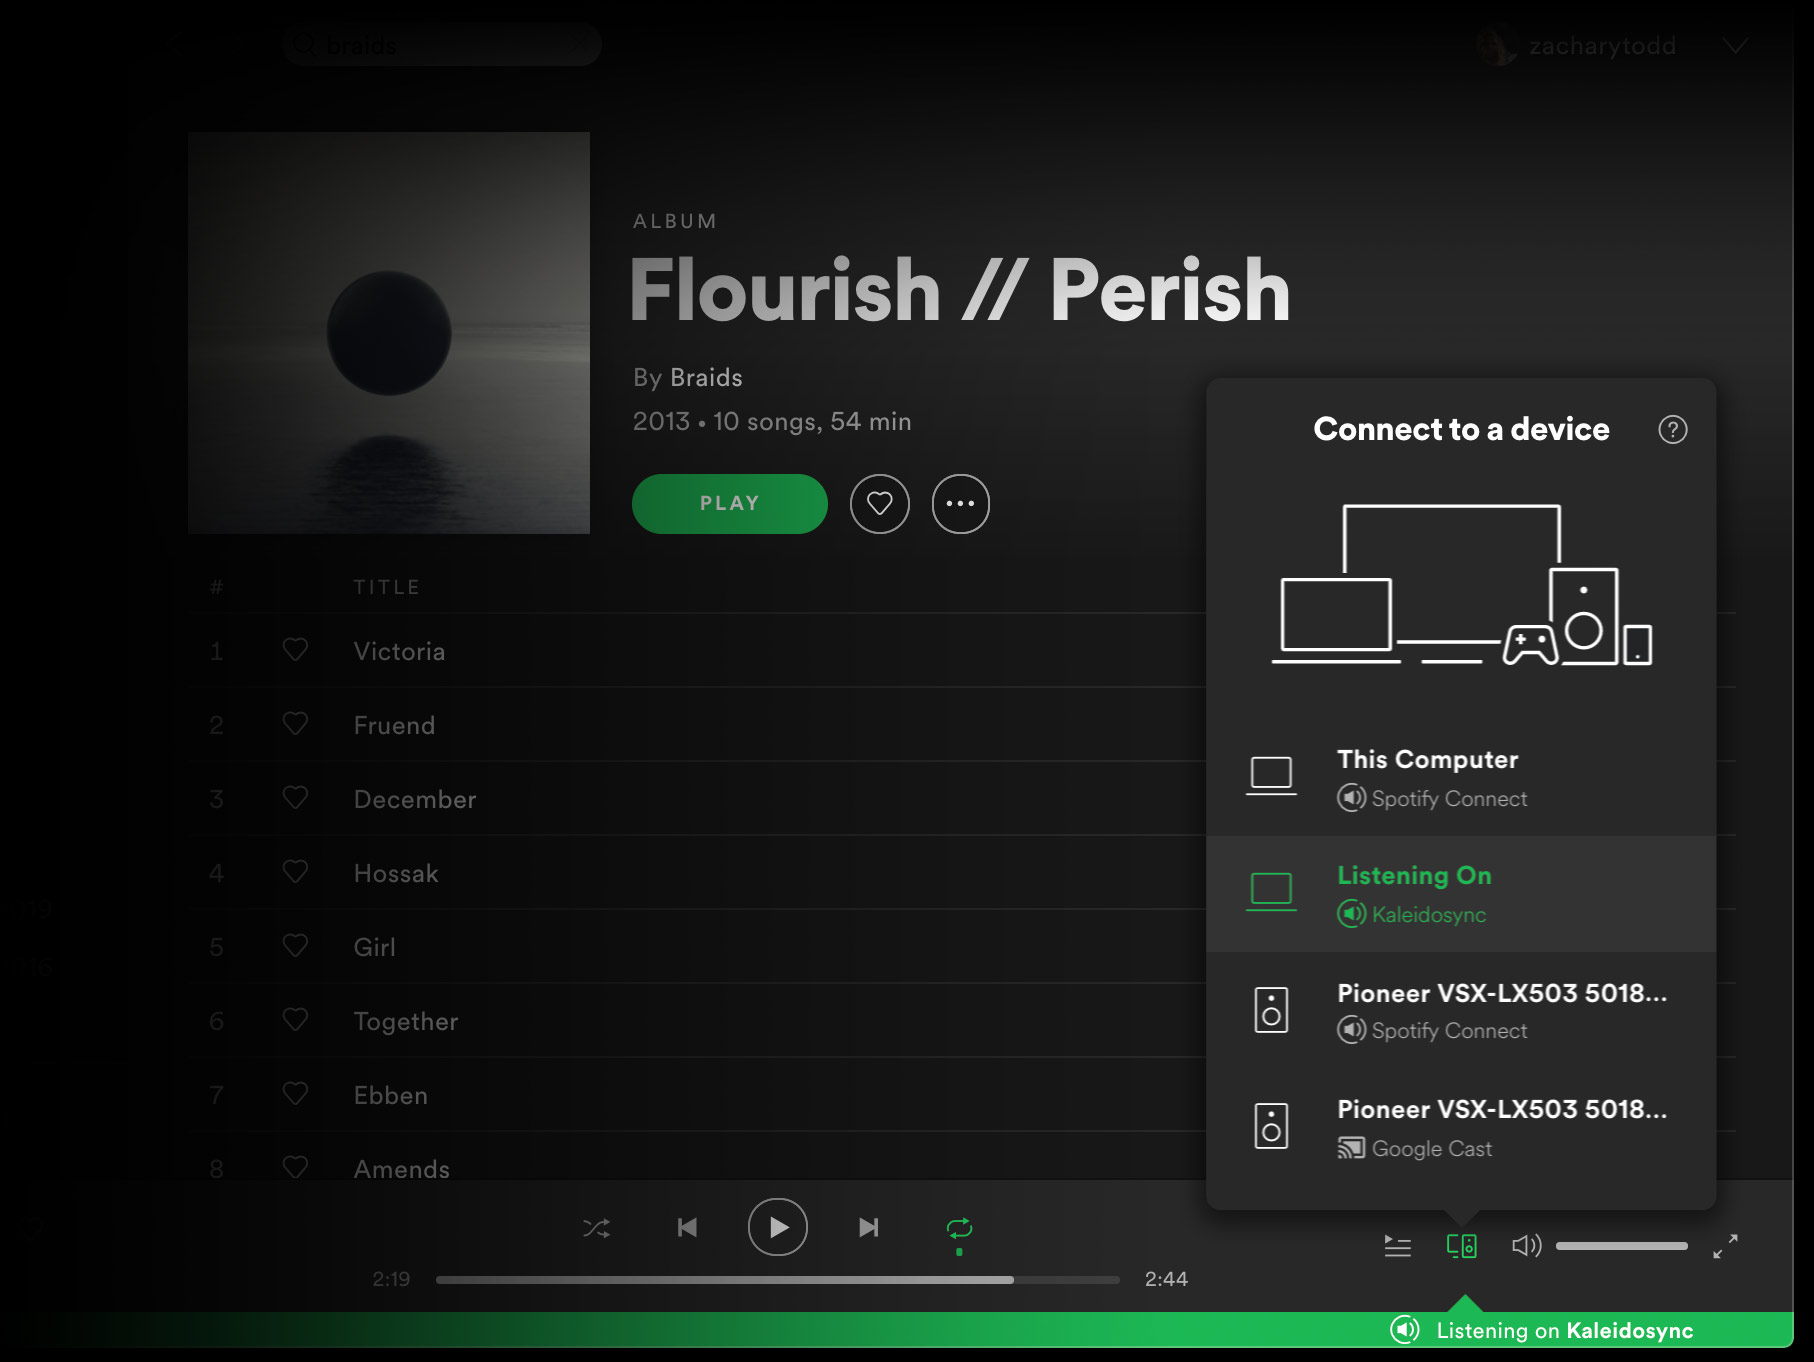 braids
zacharytodd
ALBUM
Flourish // Perish
By Braids
2013 • 10 songs, 54 min
PLAY
# TITLE
1 Victoria
2 Fruend
3 December
4 Hossak
5 Girl
6 Together
7 Ebben
8 Amends
Connect to a device
?
This Computer
Spotify Connect
Listening On
Kaleidosync
Pioneer VSX-LX503 5018...
Spotify Connect
Pioneer VSX-LX503 5018...
Google Cast
2:19
2:44
Listening on Kaleidosync